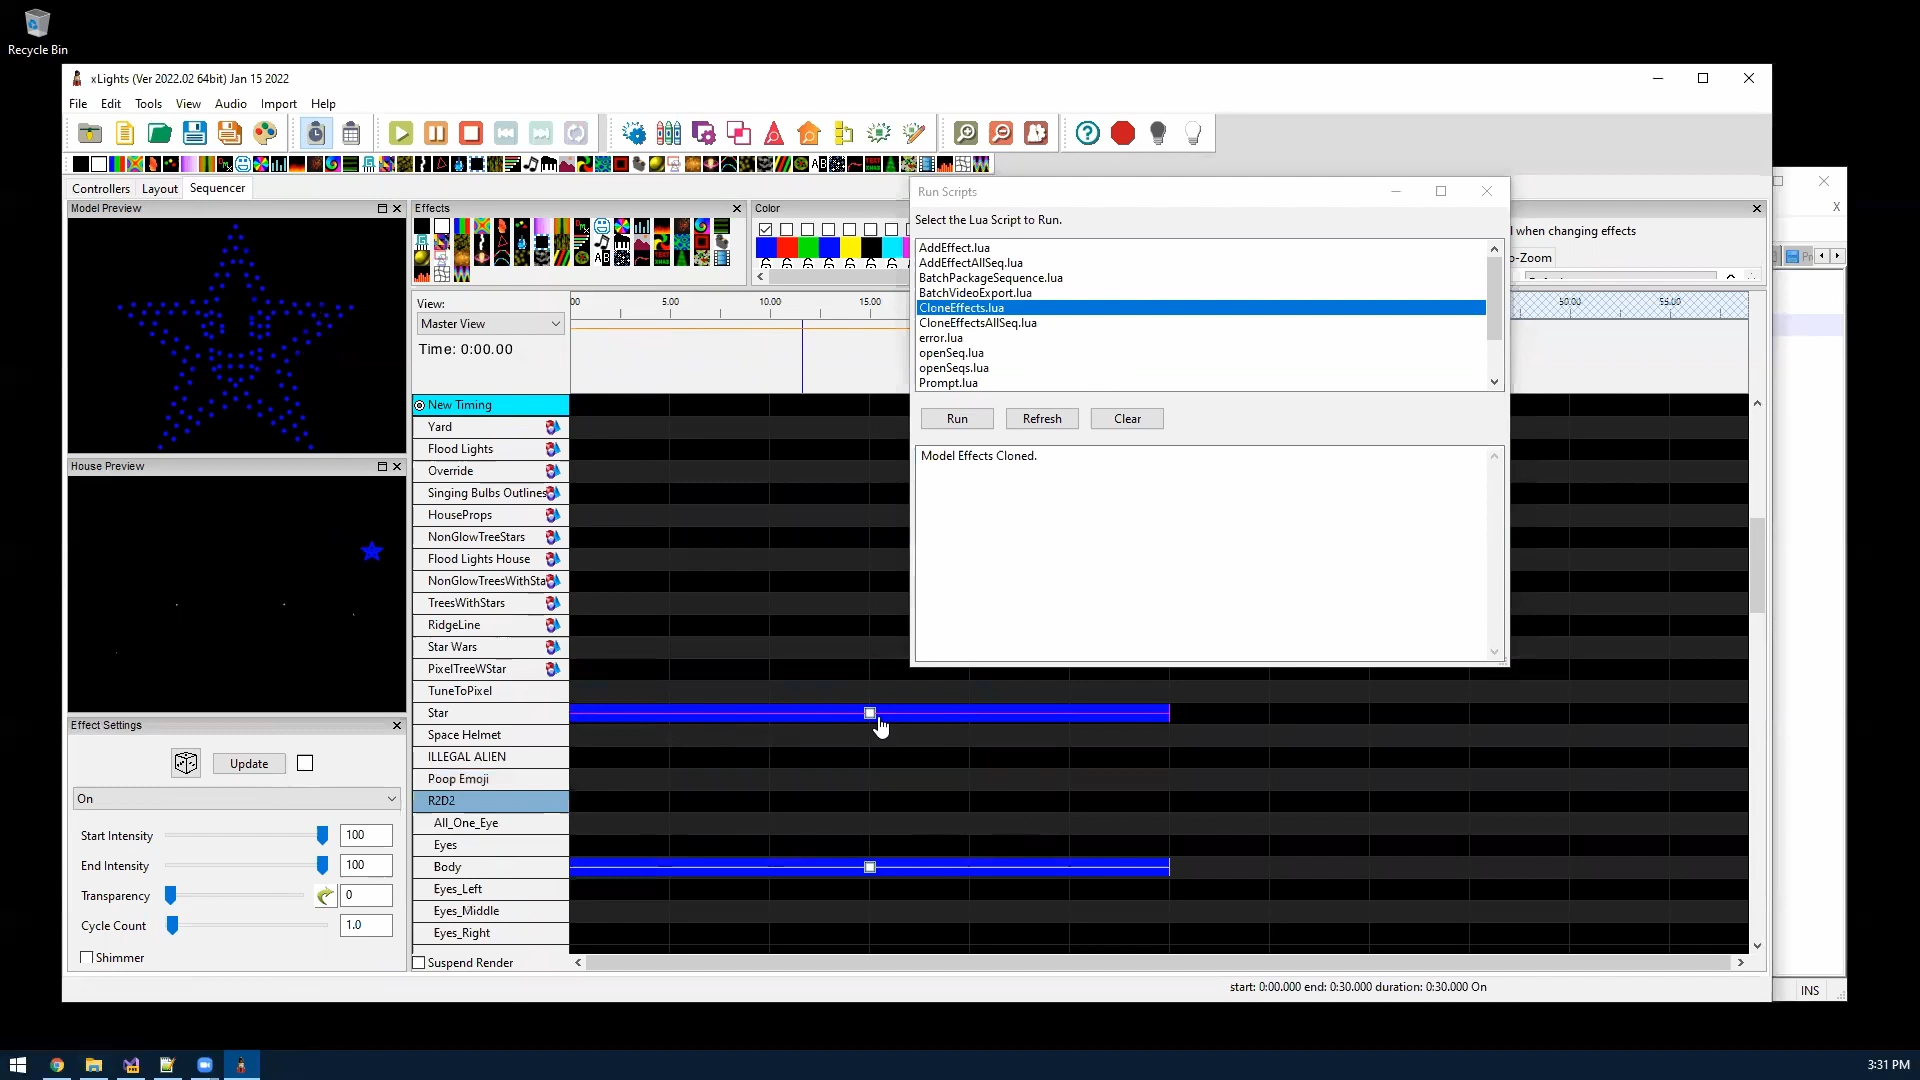 Recycle Bin
xLights (Ver 2022.02 64bit) Jan 15 2022
File Edit Tools View Audio Import Help
Controllers Layout Sequencer
Model Preview
House Preview
Effect Settings
Update
On
Start Intensity 100
End Intensity 100
Transparency 0
Cycle Count 1.0
Shimmer
Effects
Color
View:
Master View
Time: 0:00.00
00 5.00 10.00 15.00
New Timing
Yard
Flood Lights
Override
Singing Bulbs Outlines
HouseProps
NonGlowTreeStars
Flood Lights House
NonGlowTreesWithSta
TreesWithStars
RidgeLine
Star Wars
PixelTreeWStar
TuneToPixel
Star
Space Helmet
ILLEGAL ALIEN
Poop Emoji
R2D2
All_One_Eye
Eyes
Body
Eyes_Left
Eyes_Middle
Eyes_Right
Suspend Render
Run Scripts
Select the Lua Script to Run.
AddEffect.lua
AddEffectAllSeq.lua
BatchPackageSequence.lua
BatchVideoExport.lua
CloneEffects.lua
CloneEffectsAllSeq.lua
error.lua
openSeq.lua
openSeqs.lua
Prompt.lua
Run Refresh Clear
Model Effects Cloned.
when changing effects
o-Zoom
50.00 55.00
start: 0:00.000 end: 0:30.000 duration: 0:30.000 On
X
Pr
INS
3:31 PM